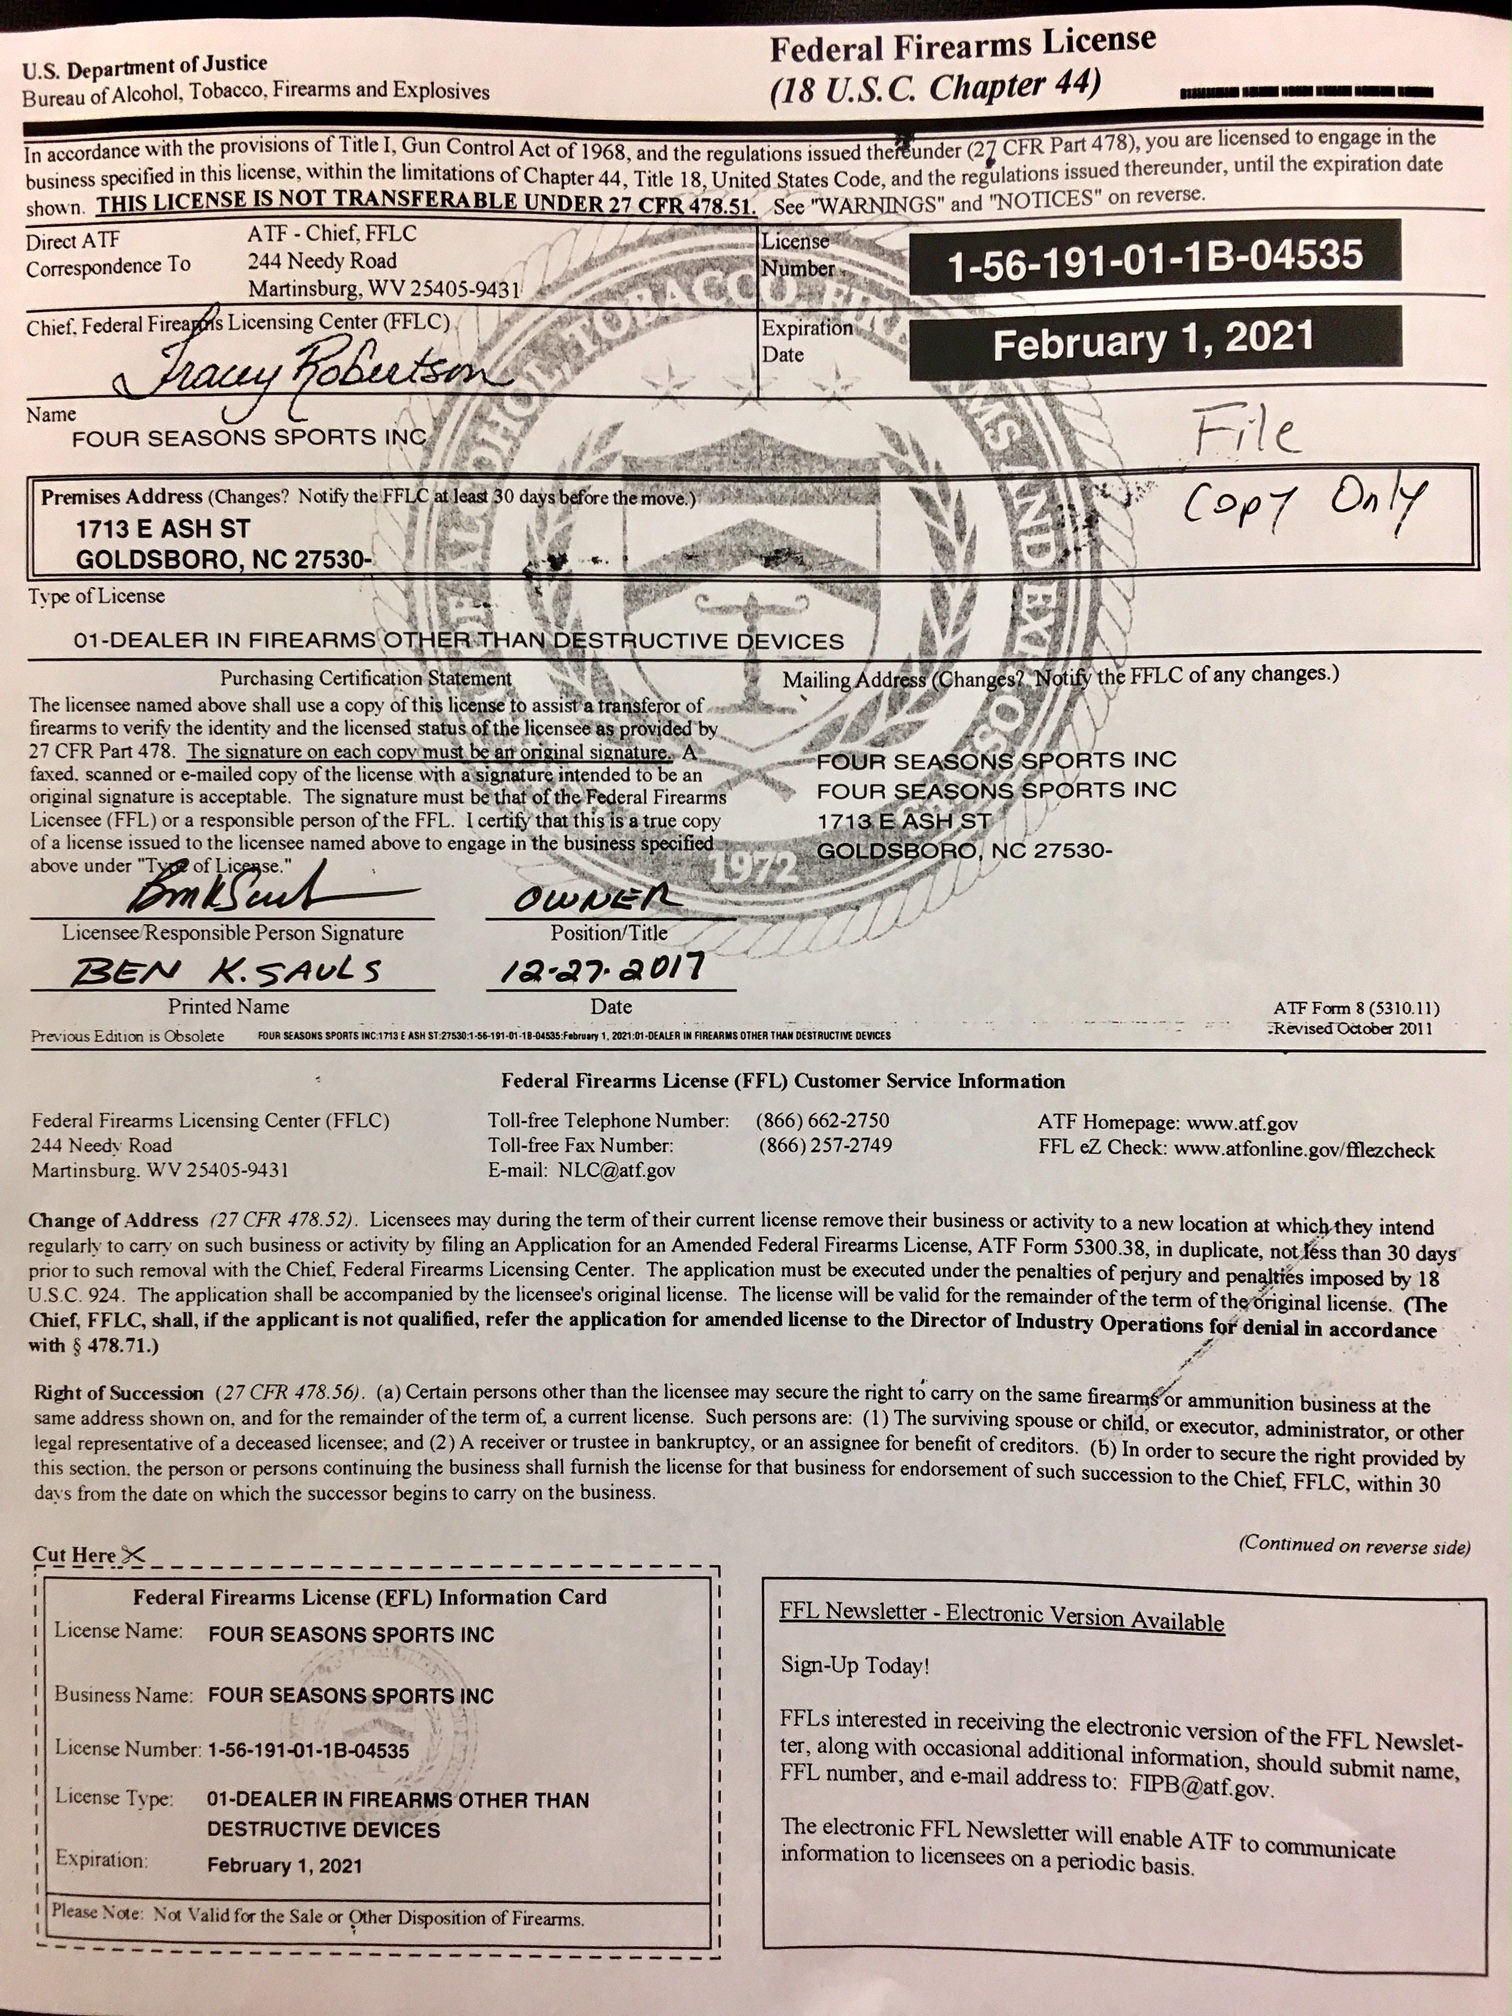 U.S. Department of Justice
Bureau of Alcohol, Tobacco, Firearms and Explosives
Federal Firearms License
(18 U.S.C. Chapter 44)
In accordance with the provisions of Title I, Gun Control Act of 1968, and the regulations issued thereunder (27 CFR Part 478), you are licensed to engage in the
business specified in this license, within the limitations of Chapter 44, Title 18, United States Code, and the regulations issued thereunder, until the expiration date
shown. THIS LICENSE IS NOT TRANSFERABLE UNDER 27 CFR 478.51. See "WARNINGS" and "NOTICES" on reverse.
Direct ATF
Correspondence To
ATF - Chief, FFLC
244 Needy Road
Martinsburg, WV 25405-9431
License
Number
1-56-191-01-1B-04535
Chief, Federal Firearms Licensing Center (FFLC)
Tracey Robertson
Expiration
Date
February 1, 2021
Name
FOUR SEASONS SPORTS INC
File
Copy Only
Premises Address (Changes? Notify the FFLC at least 30 days before the move.)
1713 E ASH ST
GOLDSBORO, NC 27530-
Type of License
01-DEALER IN FIREARMS OTHER THAN DESTRUCTIVE DEVICES
Purchasing Certification Statement
The licensee named above shall use a copy of this license to assist a transferor of
firearms to verify the identity and the licensed status of the licensee as provided by
27 CFR Part 478. The signature on each copy must be an original signature. A
faxed, scanned or e-mailed copy of the license with a signature intended to be an
original signature is acceptable. The signature must be that of the Federal Firearms
Licensee (FFL) or a responsible person of the FFL. I certify that this is a true copy
of a license issued to the licensee named above to engage in the business specified
above under "Type of License."
Mailing Address (Changes? Notify the FFLC of any changes.)
FOUR SEASONS SPORTS INC
FOUR SEASONS SPORTS INC
1713 E ASH ST
GOLDSBORO, NC 27530-
1972
OWNER
Licensee/Responsible Person Signature
Position/Title
BEN K. SAULS
12-27-2017
Printed Name
Date
ATF Form 8 (5310.11)
Revised October 2011
Previous Edition is Obsolete
FOUR SEASONS SPORTS INC:1713 E ASH ST:27530:1-56-191-01-1B-04535:February 1, 2021:01-DEALER IN FIREARMS OTHER THAN DESTRUCTIVE DEVICES
Federal Firearms License (FFL) Customer Service Information
Federal Firearms Licensing Center (FFLC)
244 Needy Road
Martinsburg, WV 25405-9431
Toll-free Telephone Number: (866) 662-2750
Toll-free Fax Number: (866) 257-2749
E-mail: NLC@atf.gov
ATF Homepage: www.atf.gov
FFL eZ Check: www.atfonline.gov/fflezcheck
Change of Address (27 CFR 478.52). Licensees may during the term of their current license remove their business or activity to a new location at which they intend
regularly to carry on such business or activity by filing an Application for an Amended Federal Firearms License, ATF Form 5300.38, in duplicate, not less than 30 days
prior to such removal with the Chief, Federal Firearms Licensing Center. The application must be executed under the penalties of perjury and penalties imposed by 18
U.S.C. 924. The application shall be accompanied by the licensee's original license. The license will be valid for the remainder of the term of the original license. (The
Chief, FFLC, shall, if the applicant is not qualified, refer the application for amended license to the Director of Industry Operations for denial in accordance
with § 478.71.)
Right of Succession (27 CFR 478.56). (a) Certain persons other than the licensee may secure the right to carry on the same firearms or ammunition business at the
same address shown on, and for the remainder of the term of, a current license. Such persons are: (1) The surviving spouse or child, or executor, administrator, or other
legal representative of a deceased licensee; and (2) A receiver or trustee in bankruptcy, or an assignee for benefit of creditors. (b) In order to secure the right provided by
this section, the person or persons continuing the business shall furnish the license for that business for endorsement of such succession to the Chief, FFLC, within 30
days from the date on which the successor begins to carry on the business.
(Continued on reverse side)
Cut Here
Federal Firearms License (FFL) Information Card
License Name: FOUR SEASONS SPORTS INC
Business Name: FOUR SEASONS SPORTS INC
License Number: 1-56-191-01-1B-04535
License Type: 01-DEALER IN FIREARMS OTHER THAN
DESTRUCTIVE DEVICES
Expiration: February 1, 2021
Please Note: Not Valid for the Sale or Other Disposition of Firearms.
FFL Newsletter - Electronic Version Available
Sign-Up Today!
FFLs interested in receiving the electronic version of the FFL Newslet-
ter, along with occasional additional information, should submit name,
FFL number, and e-mail address to: FIPB@atf.gov.
The electronic FFL Newsletter will enable ATF to communicate
information to licensees on a periodic basis.